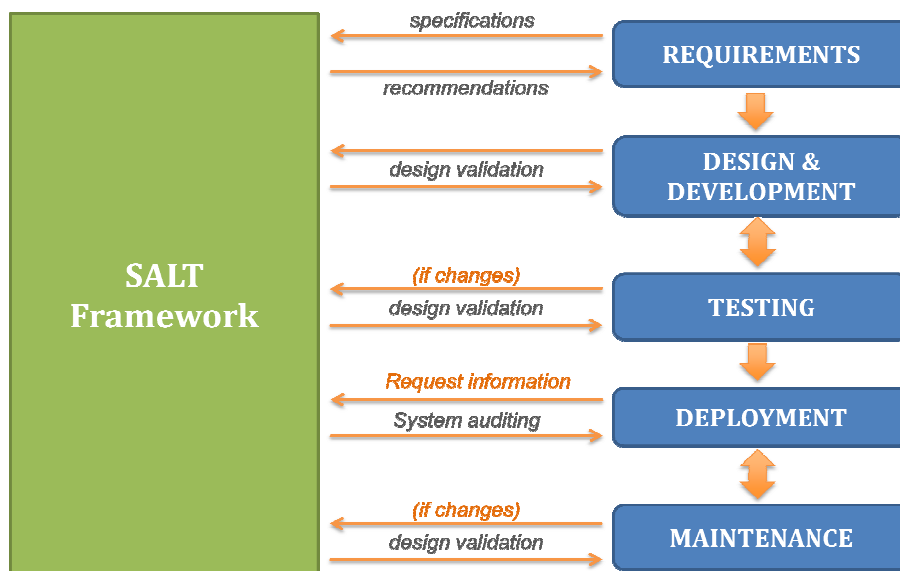 specifications
REQUIREMENTS
recommendations
design validation
DESIGN &
DEVELOPMENT
SALT
Framework
(if changes)
design validation
TESTING
Request information
System auditing
DEPLOYMENT
(if changes)
design validation
MAINTENANCE